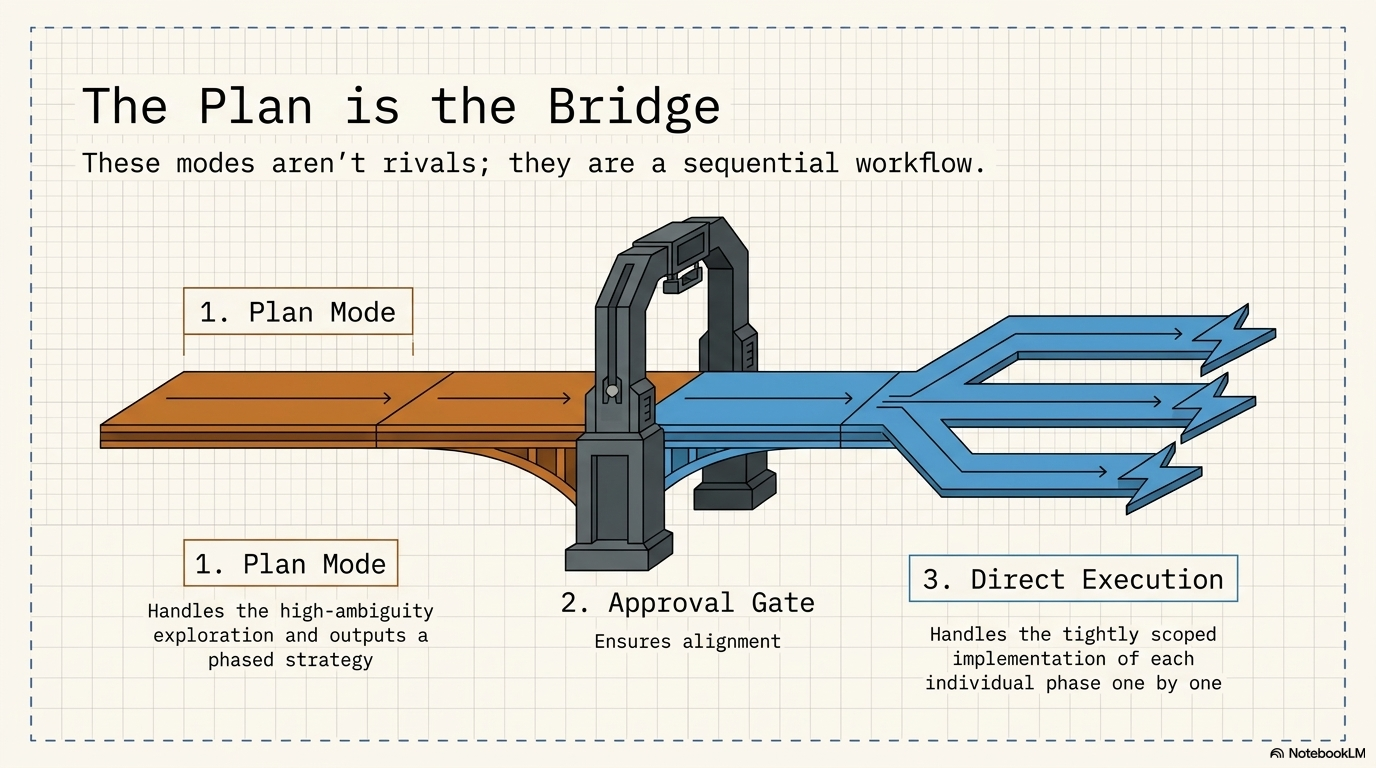 The Plan is the Bridge
These modes aren’t rivals; they are a sequential workflow.
1. Plan Mode
1. Plan Mode
Handles the high-ambiguity
exploration and outputs a
phased strategy
2. Approval Gate
Ensures alignment
3. Direct Execution
Handles the tightly scoped
implementation of each
individual phase one by one
NotebookLM